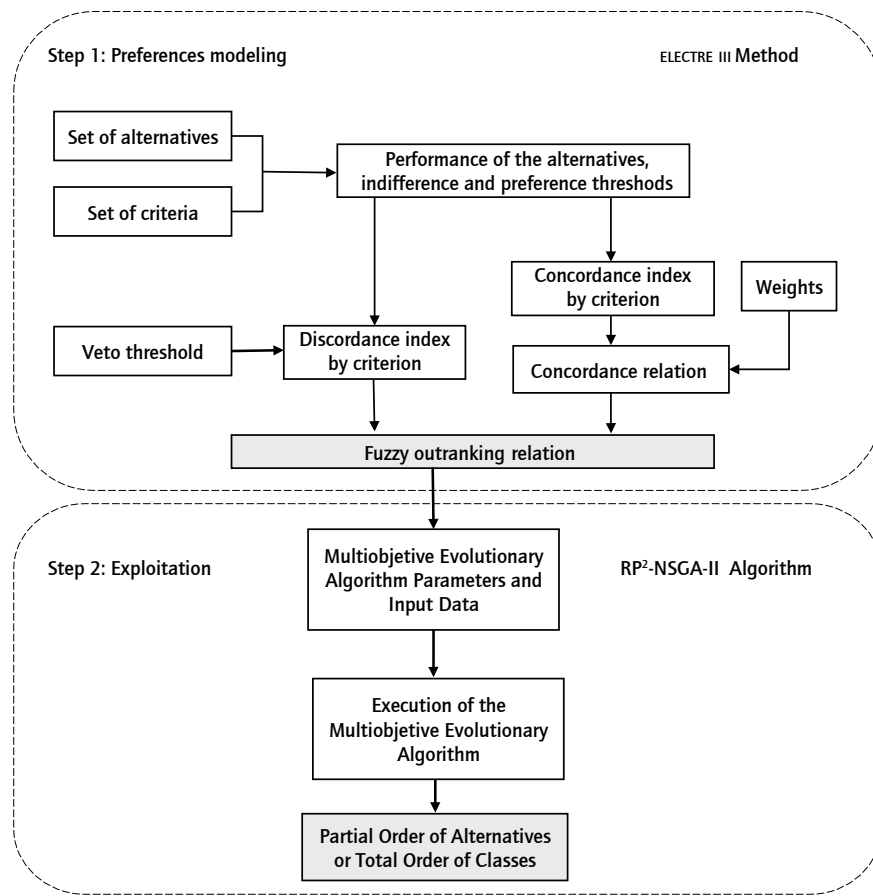 Step 1: Preferences modeling
ELECTRE III Method
Set of alternatives
Performance of the alternatives,
indifference and preference threshods
Set of criteria
Concordance index
by criterion
Weights
Veto threshold
Discordance index
by criterion
Concordance relation
Fuzzy outranking relation
Step 2: Exploitation
RP²-NSGA-II Algorithm
Multiobjetive Evolutionary
Algorithm Parameters and
Input Data
Execution of the
Multiobjetive Evolutionary
Algorithm
Partial Order of Alternatives
or Total Order of Classes